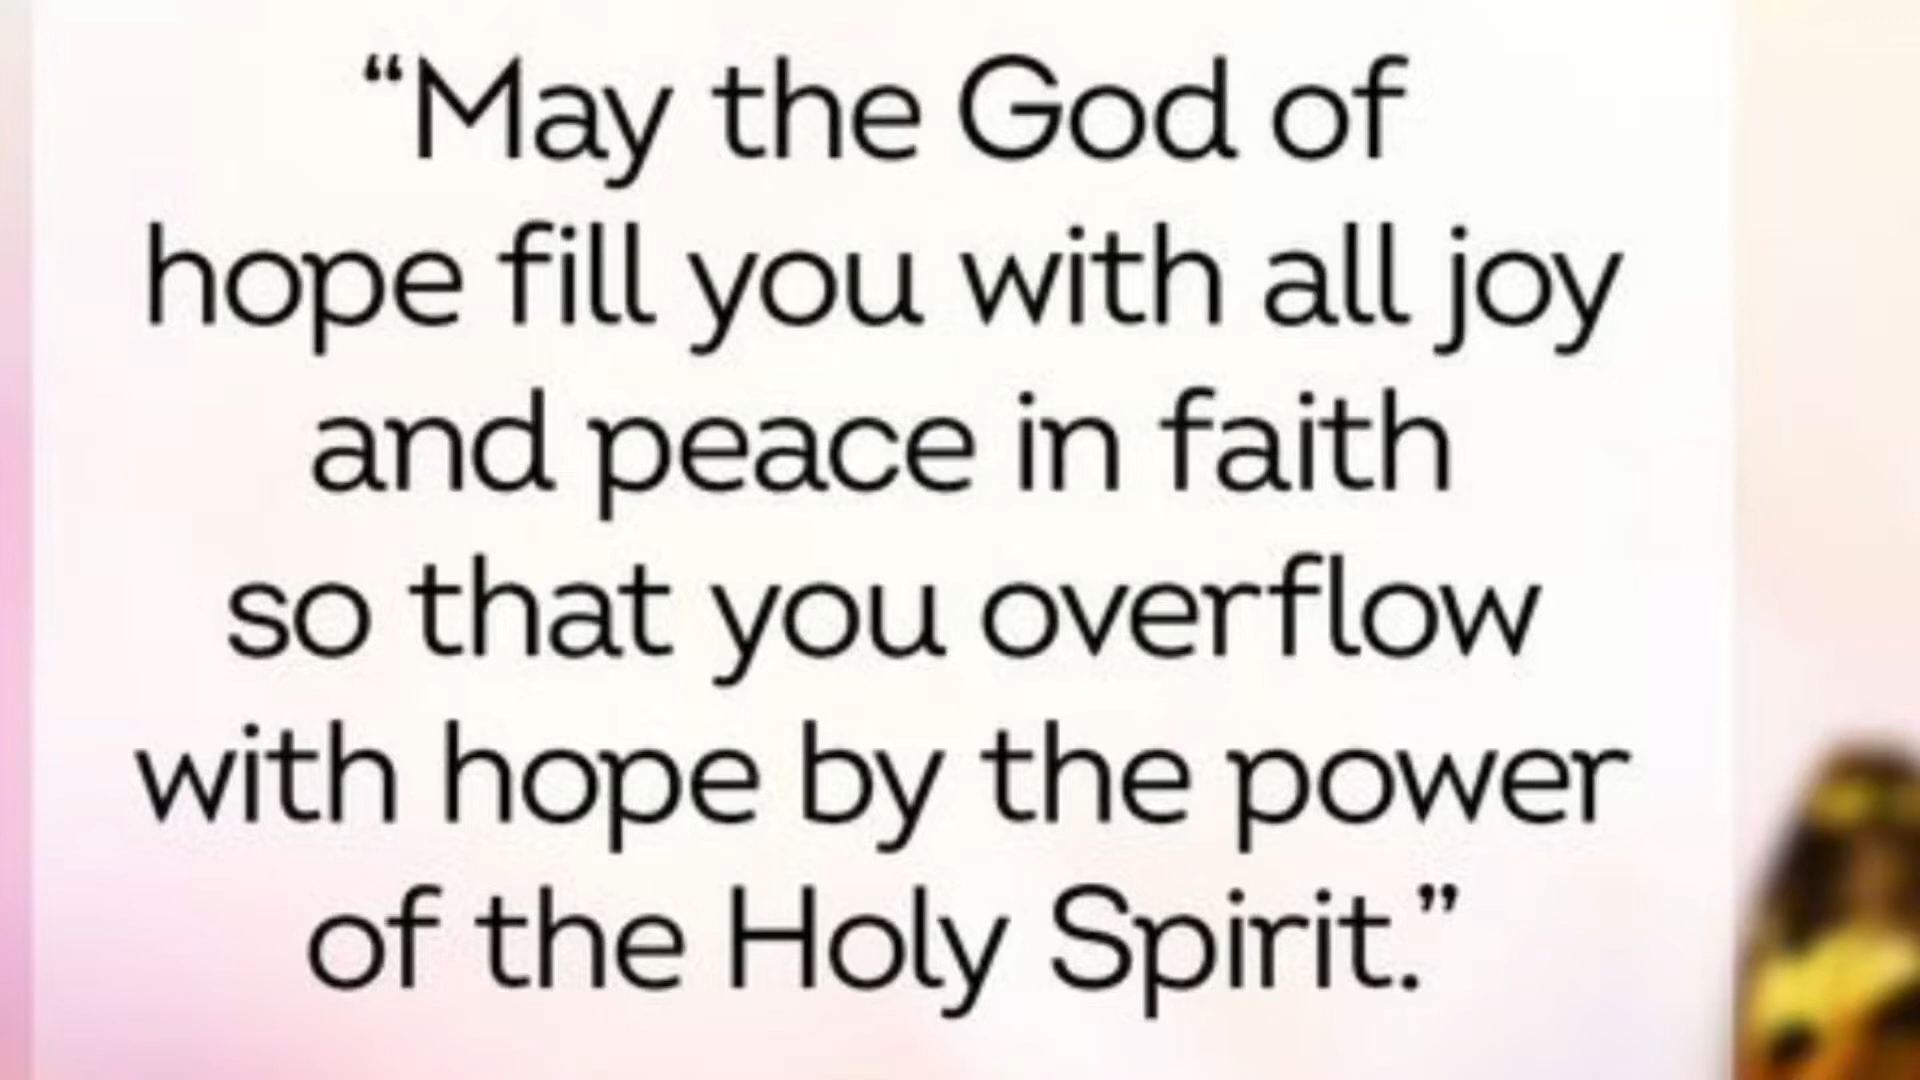 “May the God of
hope fill you with all joy
and peace in faith
so that you overflow
with hope by the power
of the Holy Spirit.”